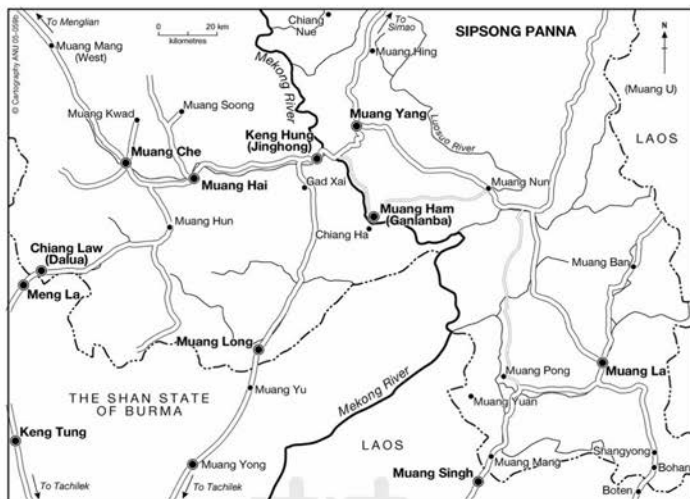 © Cartography ANU 05-059b
To Menglian
0
20 km
kilometres
Chiang
Nue
To
Simao
SIPSONG PANNA
N
Muang Mang
(West)
Muang Hing
Mekong River
(Muang U)
Muang Kwad
Muang Soong
Keng Hung
(Jinghong)
Muang Yang
Luosuo River
LAOS
Muang Che
Muang Hai
Gad Xai
Muang Nun
Muang Ham
(Ganlanba)
Muang Hun
Chiang Ha
Chiang Law
(Dalua)
Muang Ban
Meng La
Muang Long
Muang La
Muang Pong
THE SHAN STATE
OF BURMA
Muang Yu
Mekong River
Muang Yuan
Keng Tung
LAOS
Shangyong
Muang Yong
Muang Mang
Bohan
Muang Singh
Boten
To Tachilek
To Tachilek